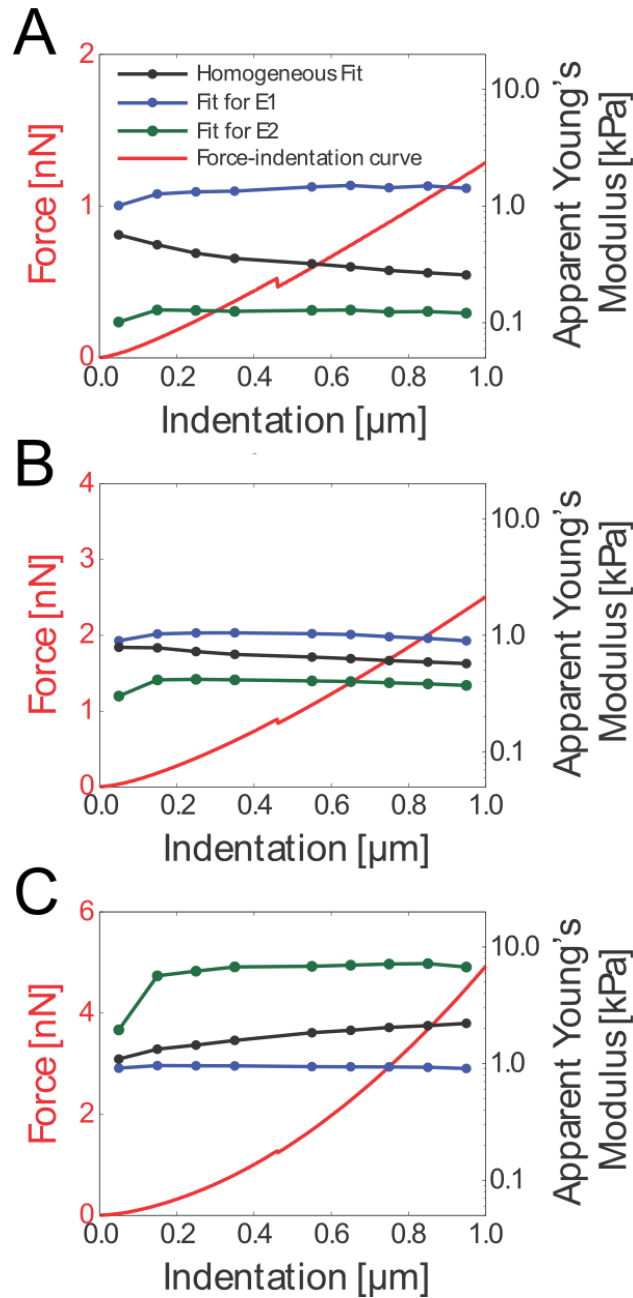 A
Force [nN]
2
1
0
Homogeneous Fit
Fit for E1
Fit for E2
Force-indentation curve
10.0
1.0
0.1
Apparent Young's
Modulus [kPa]
0.0 0.2 0.4 0.6 0.8 1.0
Indentation [µm]
B
Force [nN]
4
3
2
1
0
10.0
1.0
0.1
Apparent Young's
Modulus [kPa]
0.0 0.2 0.4 0.6 0.8 1.0
Indentation [µm]
C
Force [nN]
6
5
4
2
0
10.0
1.0
0.1
Apparent Young's
Modulus [kPa]
0.0 0.2 0.4 0.6 0.8 1.0
Indentation [µm]